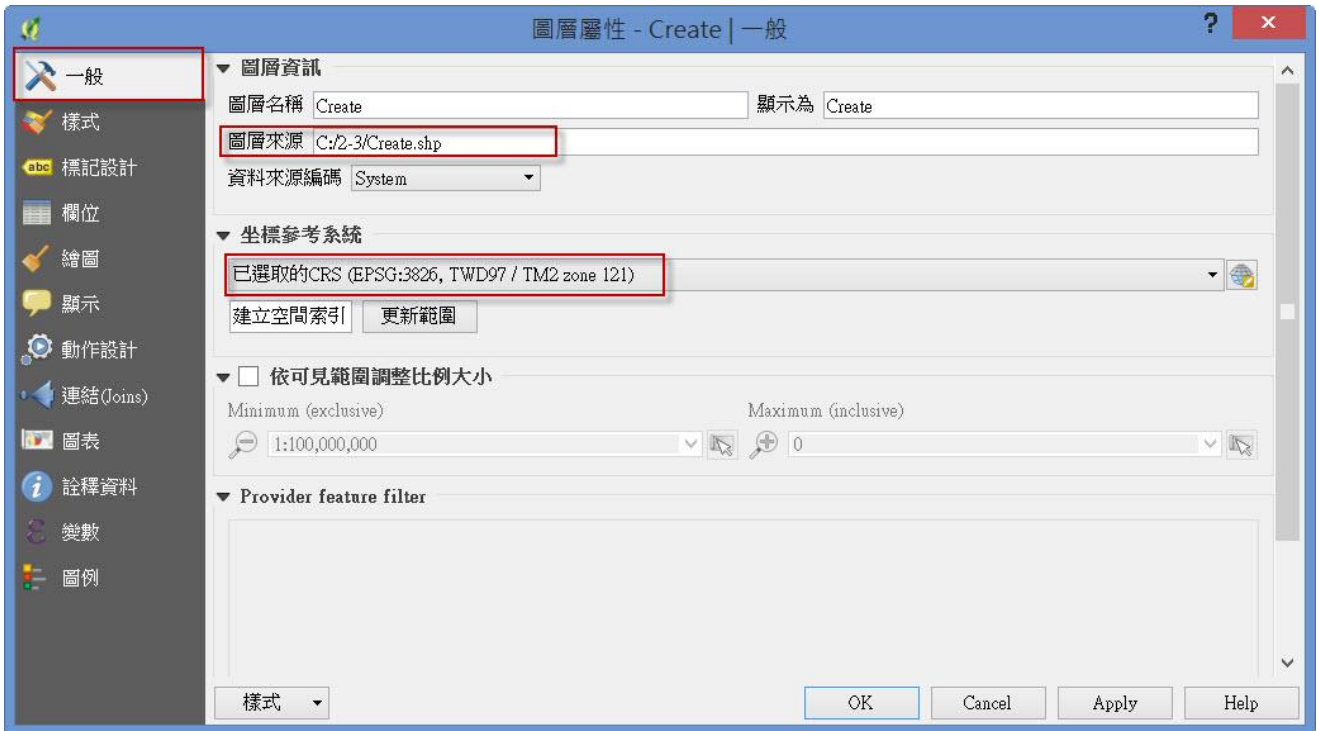 圖層屬性 - Create | 一般
?
×
一般
樣式
abc 標記設計
欄位
繪圖
顯示
動作設計
連結(Joins)
圖表
詮釋資料
變數
圖例
圖層資訊
圖層名稱 Create 顯示為 Create
圖層來源 C:/2-3/Create.shp
資料來源編碼 System
坐標參考系統
已選取的CRS (EPSG:3826, TWD97 / TM2 zone 121)
建立空間索引 更新範圍
依可見範圍調整比例大小
Minimum (exclusive) Maximum (inclusive)
1:100,000,000 0
Provider feature filter
樣式 OK Cancel Apply Help